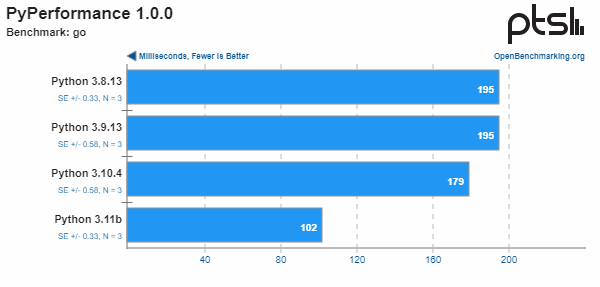 PyPerformance 1.0.0
Benchmark: go
ptsl
Milliseconds, Fewer Is Better
OpenBenchmarking.org
Python 3.8.13
SE +/- 0.33, N = 3
195
Python 3.9.13
SE +/- 0.58, N = 3
195
Python 3.10.4
SE +/- 0.58, N = 3
179
Python 3.11b
SE +/- 0.33, N = 3
102
40 80 120 160 200